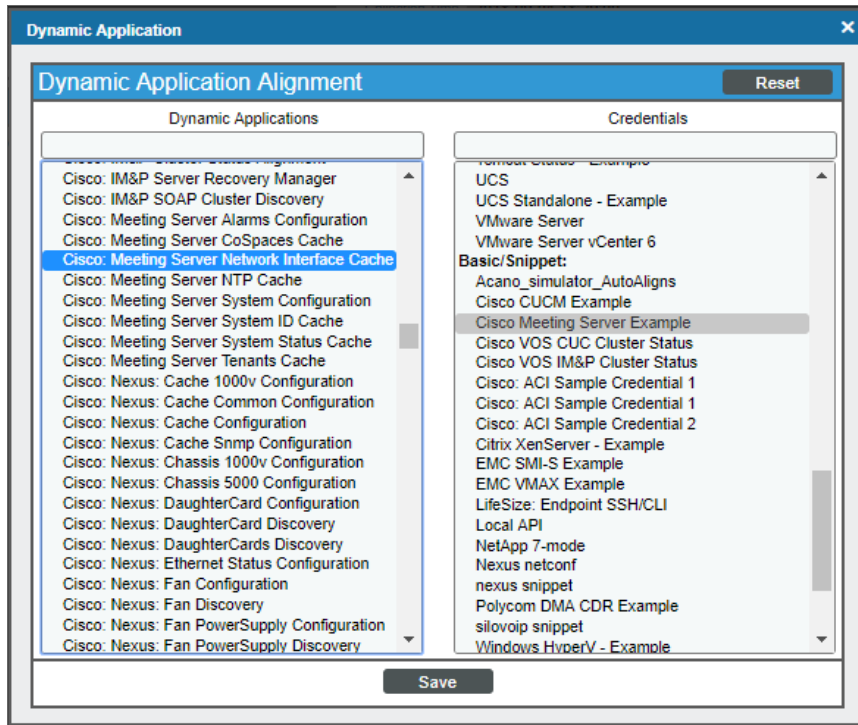 Dynamic Application
×
Dynamic Application Alignment
Reset
Dynamic Applications
Cisco: IM&P Server Recovery Manager
Cisco: IM&P SOAP Cluster Discovery
Cisco: Meeting Server Alarms Configuration
Cisco: Meeting Server CoSpaces Cache
Cisco: Meeting Server Network Interface Cache
Cisco: Meeting Server NTP Cache
Cisco: Meeting Server System Configuration
Cisco: Meeting Server System ID Cache
Cisco: Meeting Server System Status Cache
Cisco: Meeting Server Tenants Cache
Cisco: Nexus: Cache 1000v Configuration
Cisco: Nexus: Cache Common Configuration
Cisco: Nexus: Cache Configuration
Cisco: Nexus: Cache Snmp Configuration
Cisco: Nexus: Chassis 1000v Configuration
Cisco: Nexus: Chassis 5000 Configuration
Cisco: Nexus: DaughterCard Configuration
Cisco: Nexus: DaughterCard Discovery
Cisco: Nexus: DaughterCards Discovery
Cisco: Nexus: Ethernet Status Configuration
Cisco: Nexus: Fan Configuration
Cisco: Nexus: Fan Discovery
Cisco: Nexus: Fan PowerSupply Configuration
Cisco: Nexus: Fan PowerSupply Discovery
Credentials
Tomcat Status - Example
UCS
UCS Standalone - Example
VMware Server
VMware Server vCenter 6
Basic/Snippet:
Acano_simulator_AutoAligns
Cisco CUCM Example
Cisco Meeting Server Example
Cisco VOS CUC Cluster Status
Cisco VOS IM&P Cluster Status
Cisco: ACI Sample Credential 1
Cisco: ACI Sample Credential 1
Cisco: ACI Sample Credential 2
Citrix XenServer - Example
EMC SMI-S Example
EMC VMAX Example
LifeSize: Endpoint SSH/CLI
Local API
NetApp 7-mode
Nexus netconf
nexus snippet
Polycom DMA CDR Example
silovoip snippet
Windows HyperV - Example
Save